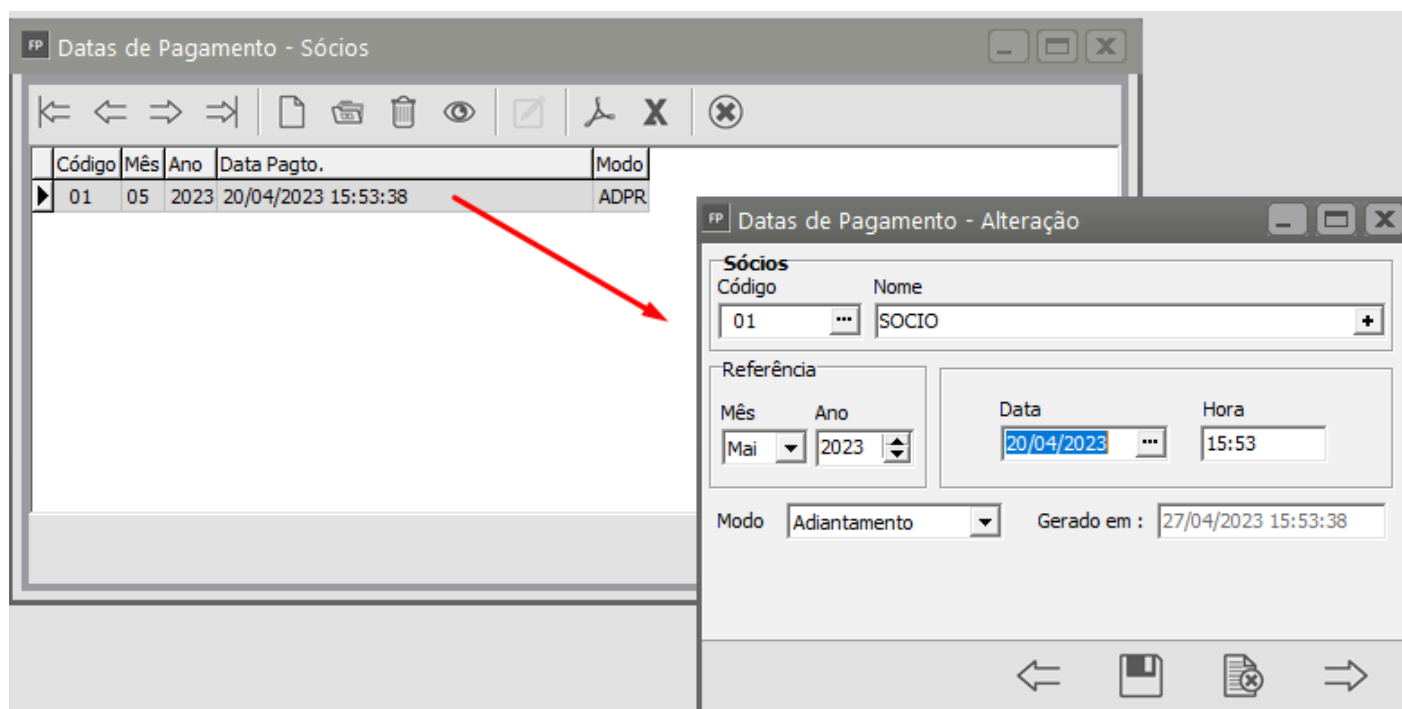 FP Datas de Pagamento - Sócios
Código Mês Ano Data Pagto. Modo
01 05 2023 20/04/2023 15:53:38 ADPR
FP Datas de Pagamento - Alteração
Sócios
Código Nome
01 ... SOCIO +
Referência
Mês Ano Data Hora
Mai 2023 20/04/2023 ... 15:53
Modo Adiantamento Gerado em : 27/04/2023 15:53:38